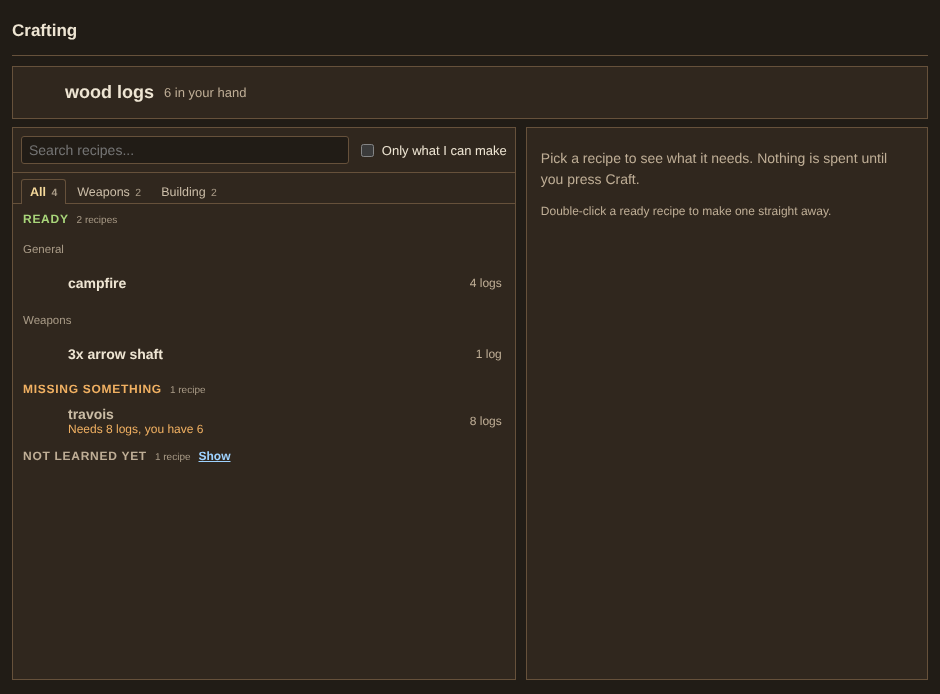 Crafting
wood logs 6 in your hand
Search recipes...
Only what I can make
All 4 Weapons 2 Building 2
READY 2 recipes
General
campfire 4 logs
Weapons
3x arrow shaft 1 log
MISSING SOMETHING 1 recipe
travois 8 logs
Needs 8 logs, you have 6
NOT LEARNED YET 1 recipe Show
Pick a recipe to see what it needs. Nothing is spent until
you press Craft.
Double-click a ready recipe to make one straight away.